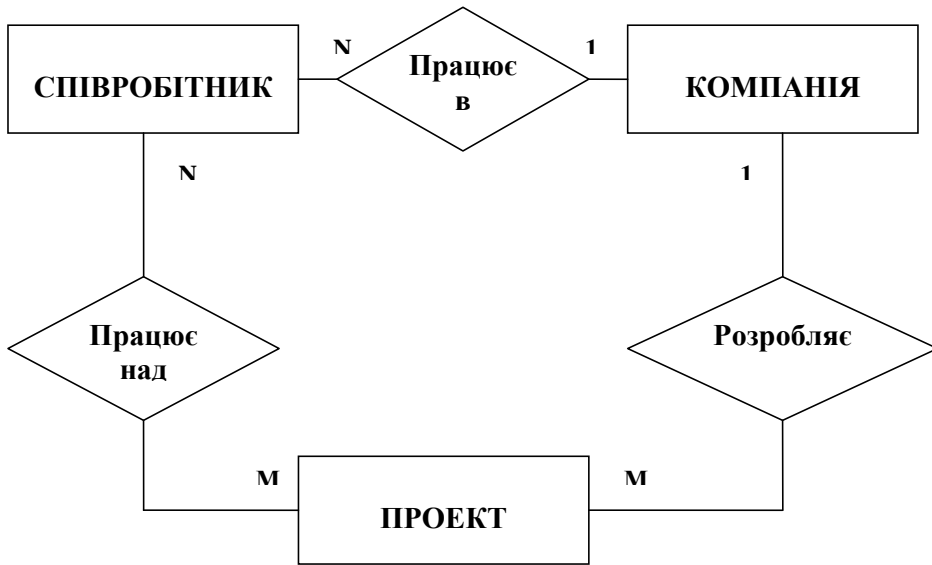 N
1
СПІВРОБІТНИК
Працює
в
КОМПАНІЯ
N
1
Працює
над
Розробляє
М
М
ПРОЕКТ